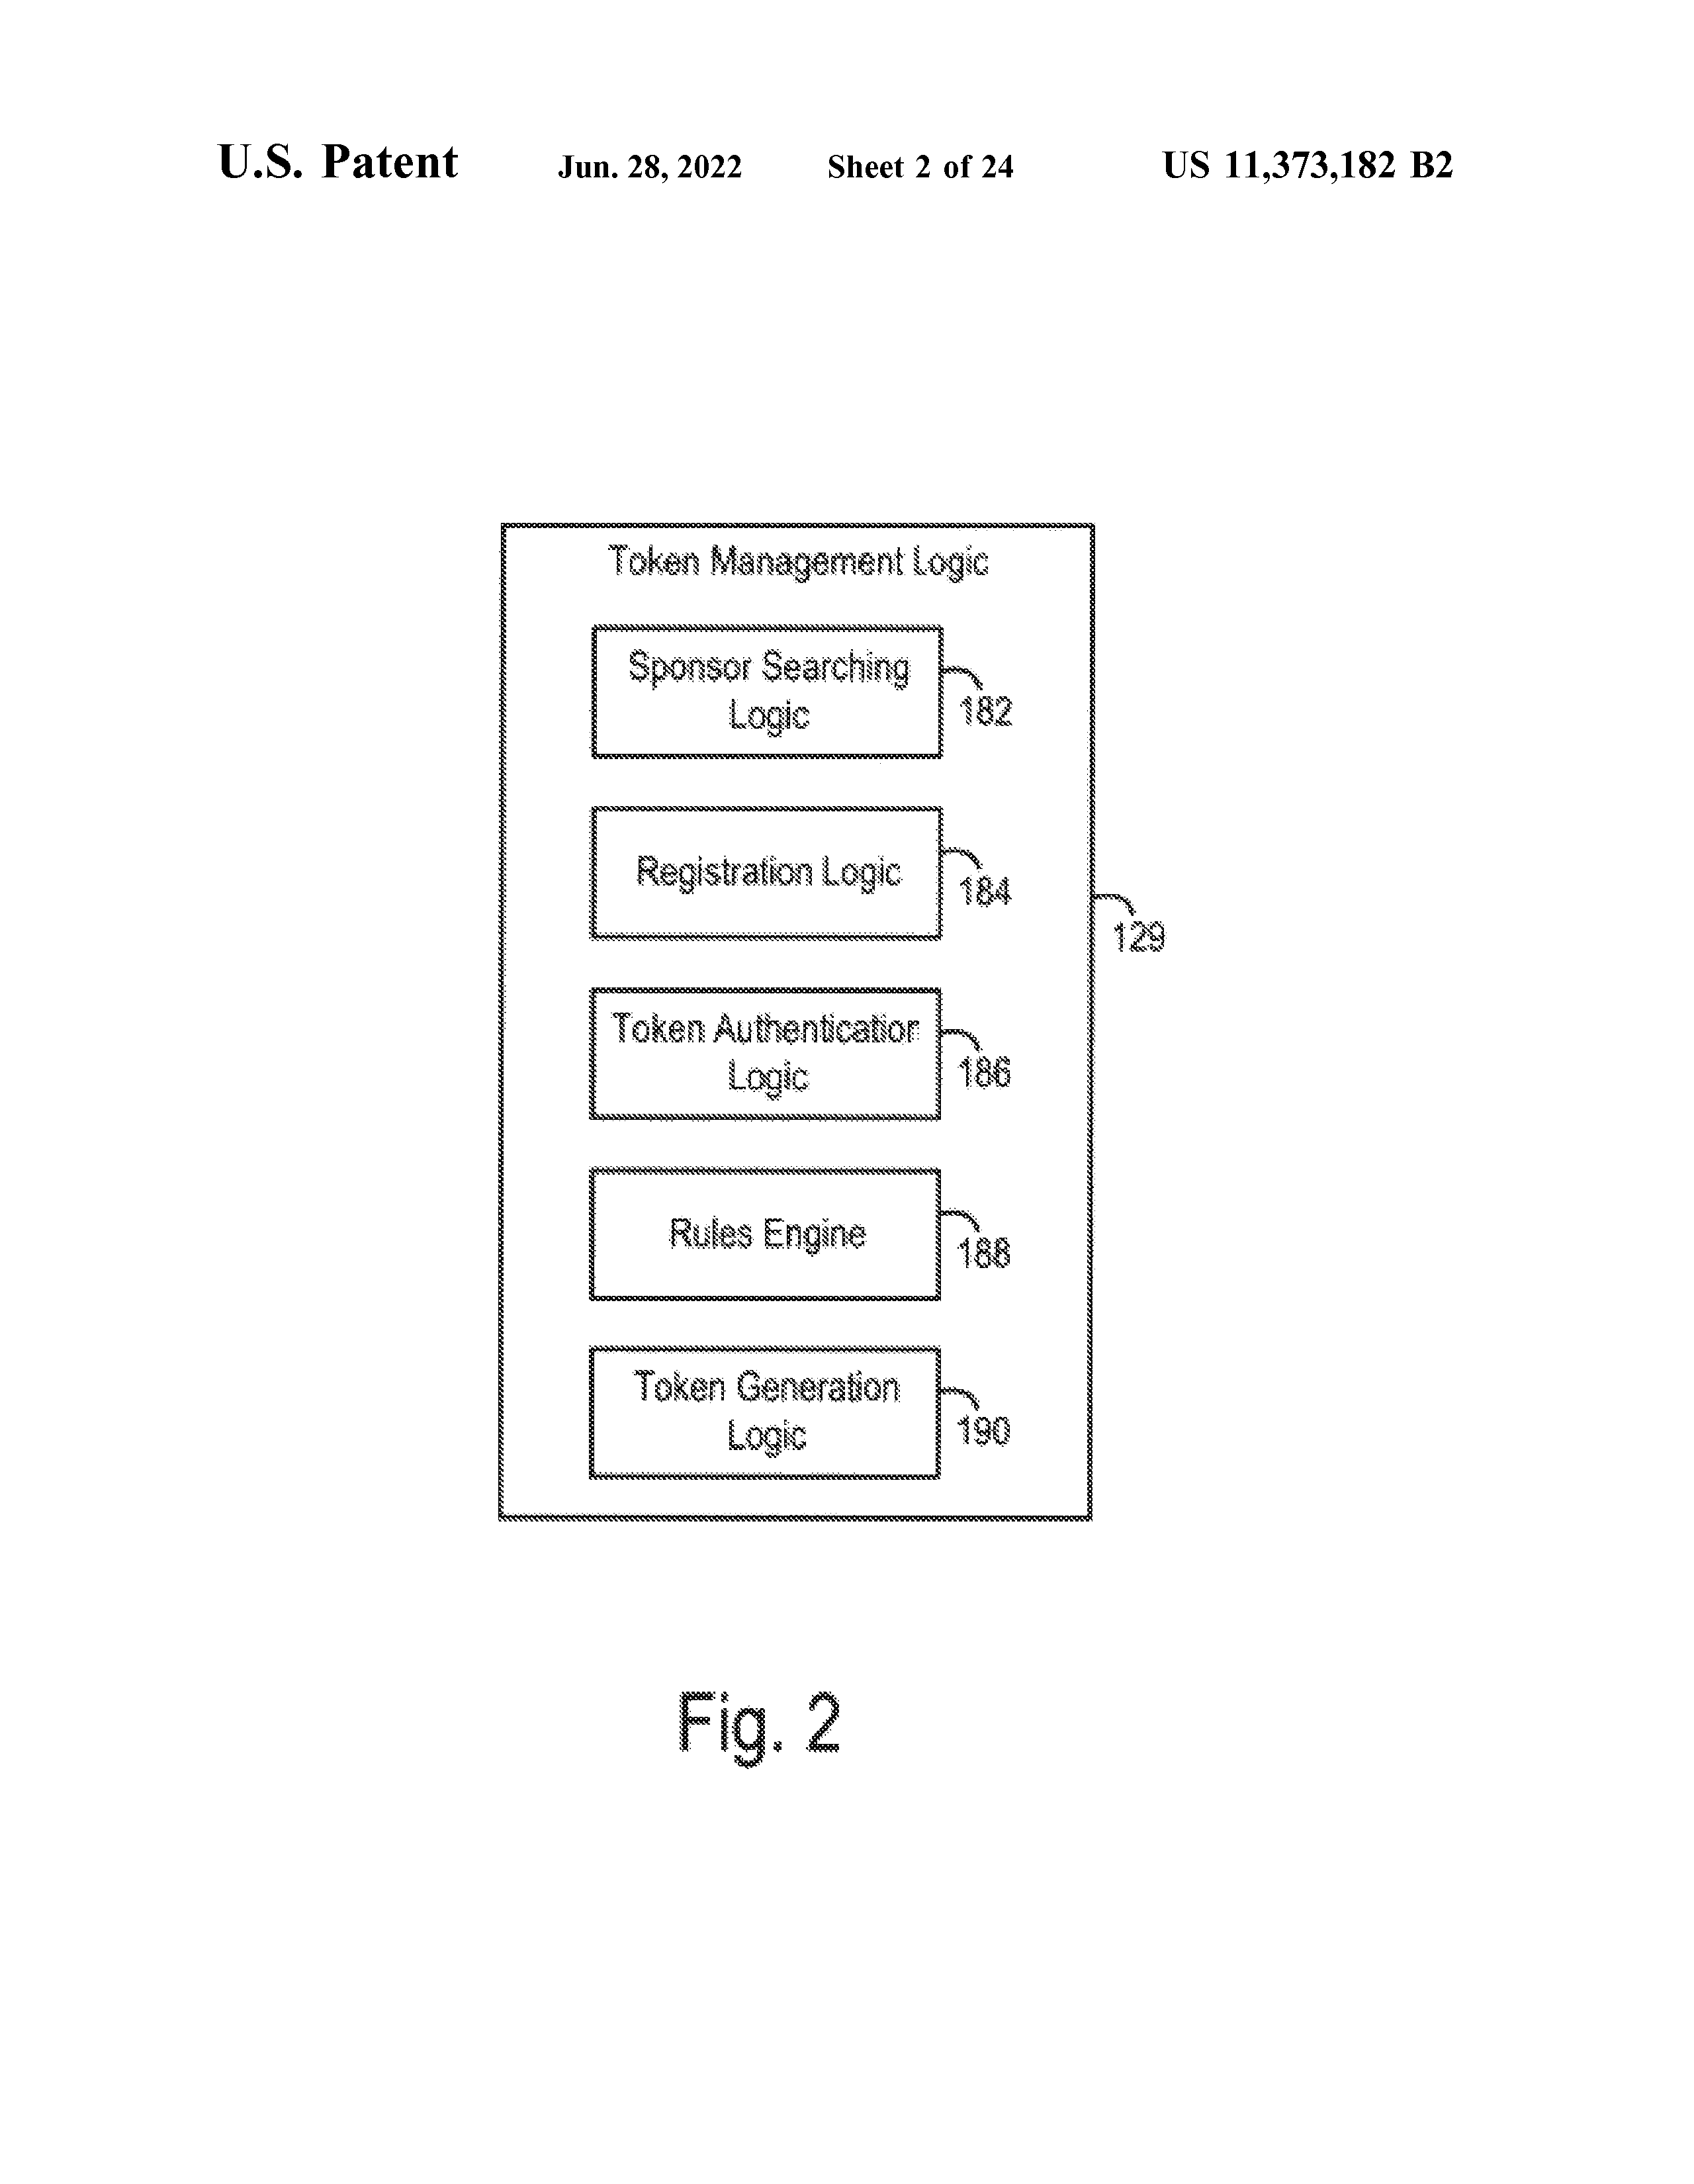 U.S. Patent Jun. 28, 2022 Sheet 2 of 24 US 11,373,182 B2
Token Management Logic
Sponsor Searching
Logic
182
Registration Logic
184
129
Token Authentication
Logic
186
Rules Engine
188
Token Generation
Logic
190
Fig. 2